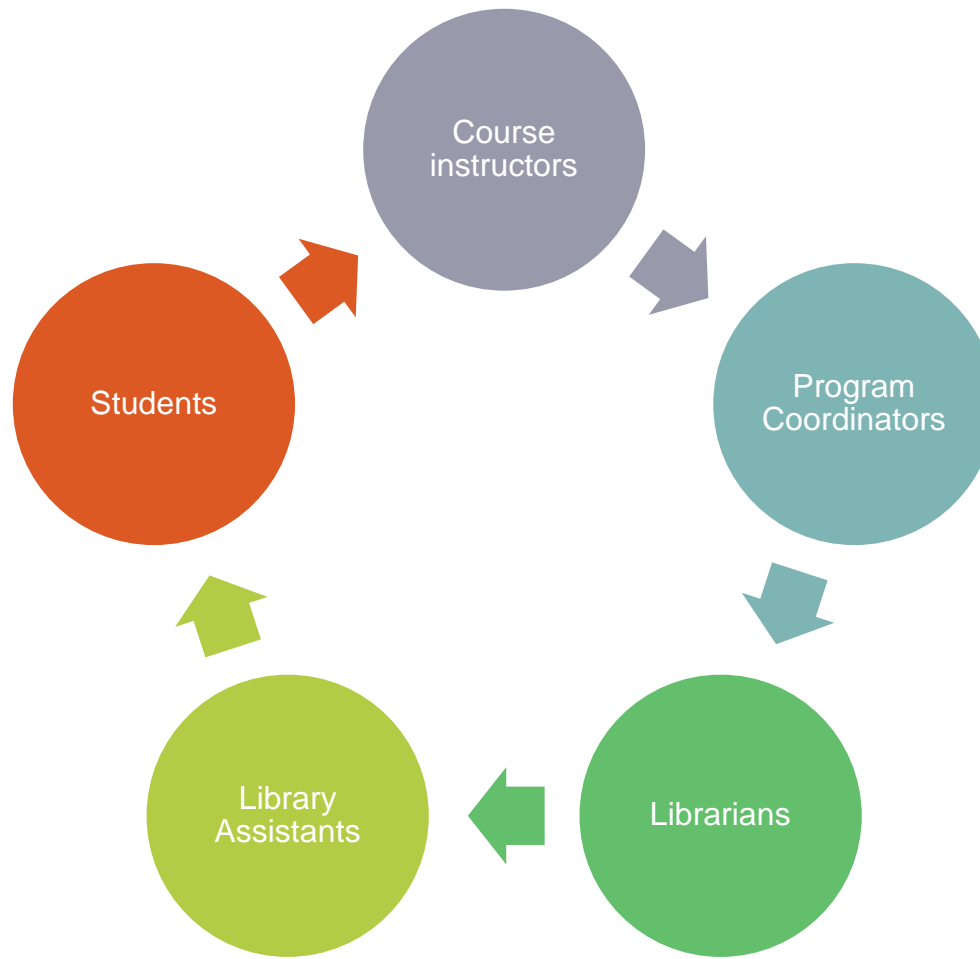 Course
instructors
Program
Coordinators
Librarians
Library
Assistants
Students